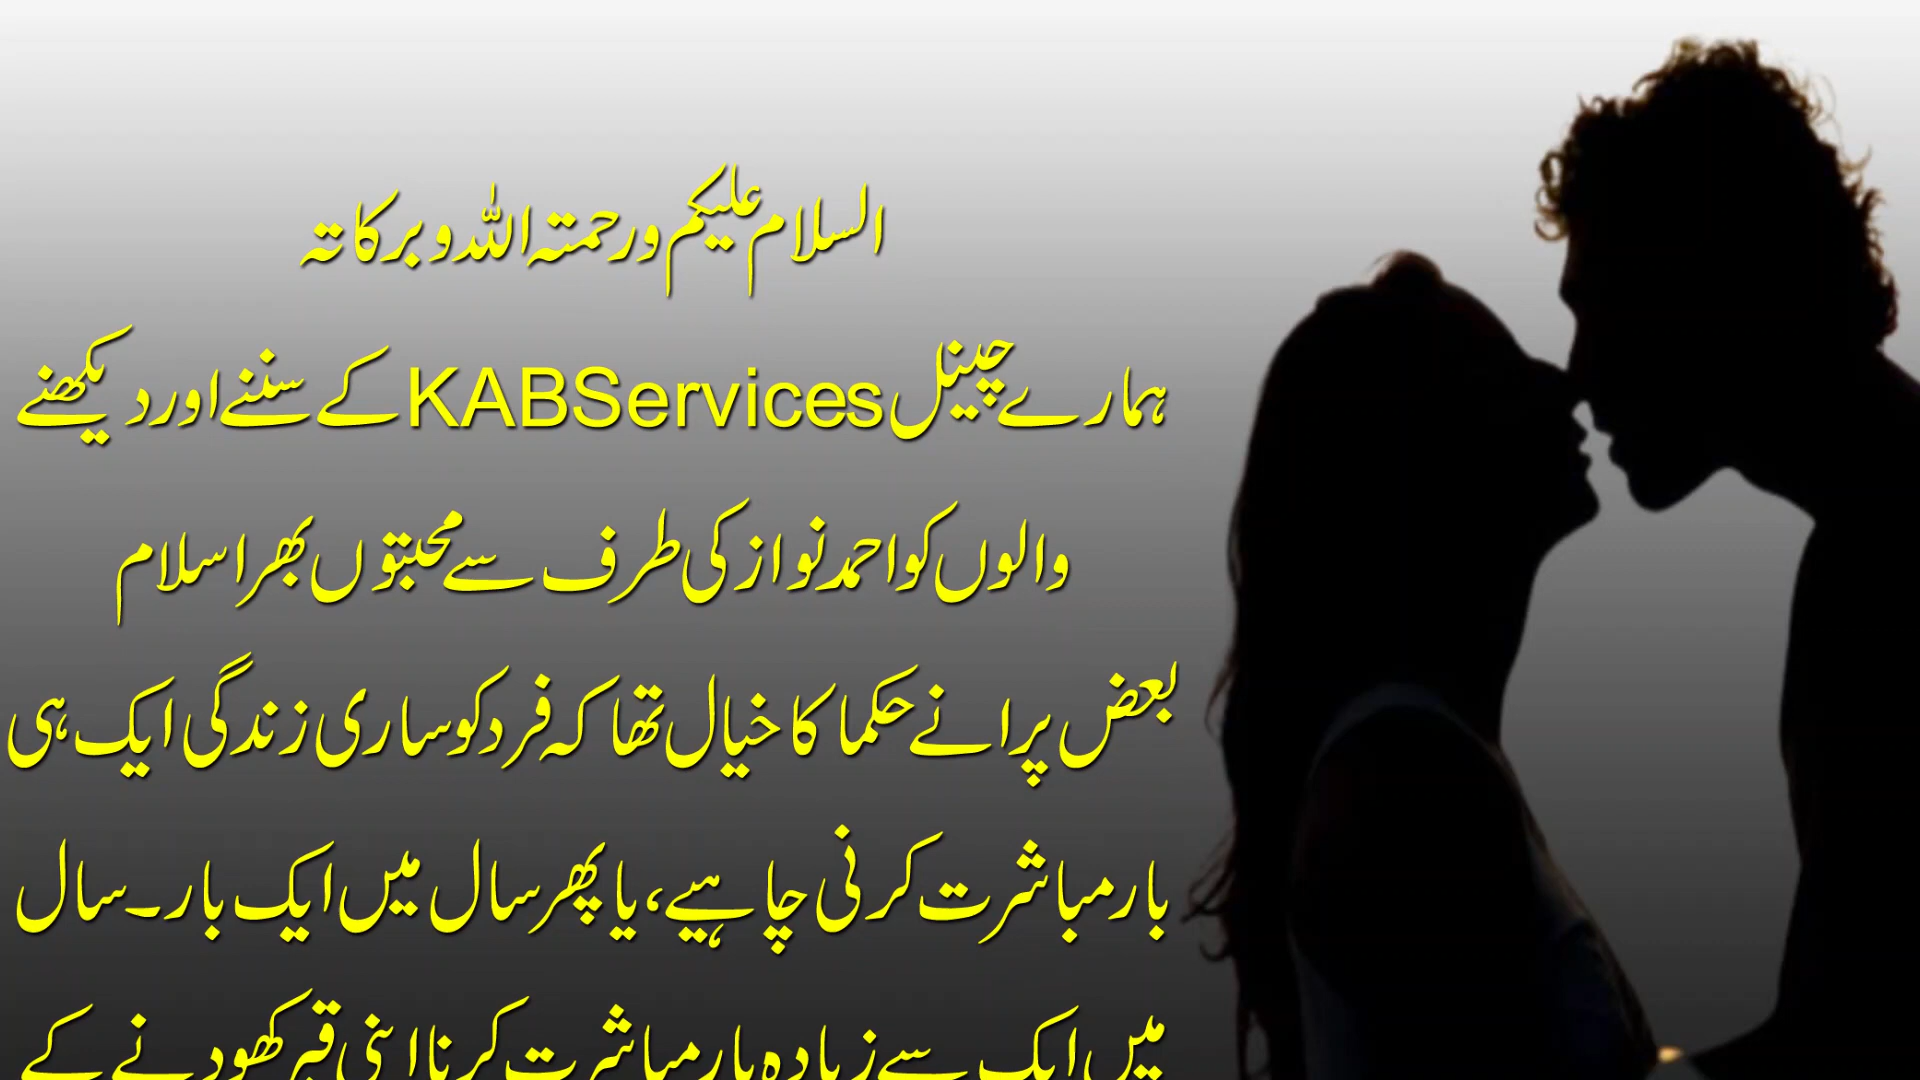 السلام علیکم ورحمتہ اللہ وبرکاتہ
ہمارے چینل KABServices کے سننے اور دیکھنے
والوں کو احمد نواز کی طرف سے محبتوں بھرا سلام
بعض پرانے حکما کا خیال تھا کہ فرد کو ساری زندگی ایک ہی
بار مباشرت کرنی چاہیے، یا پھر سال میں ایک بار۔ سال
میں ایک سے زیادہ بار مباشرت کرنا اپنی قبر کھودنے کے